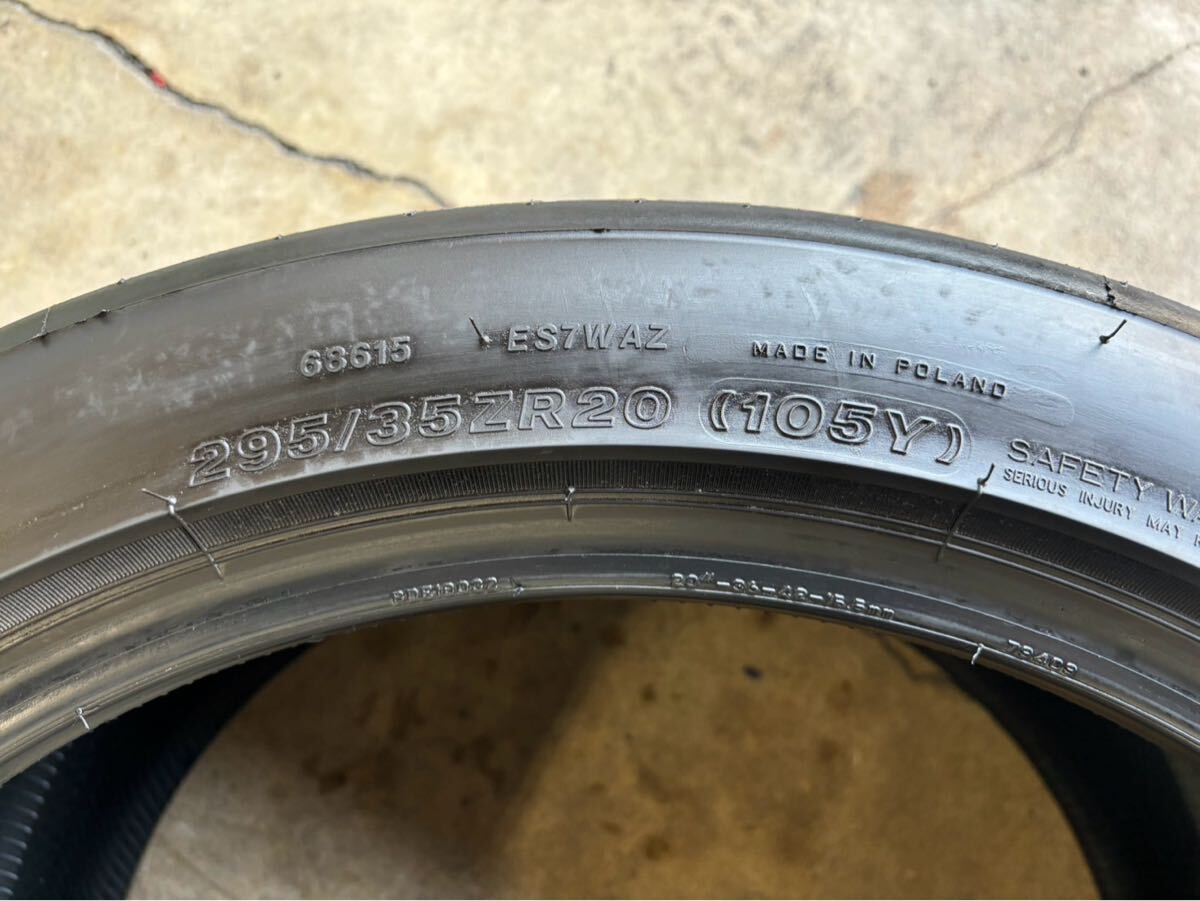 68615 ES7WAZ MADE IN POLAND
295/35ZR20 (105Y)
SAFETY
SERIOUS INJURY MAY